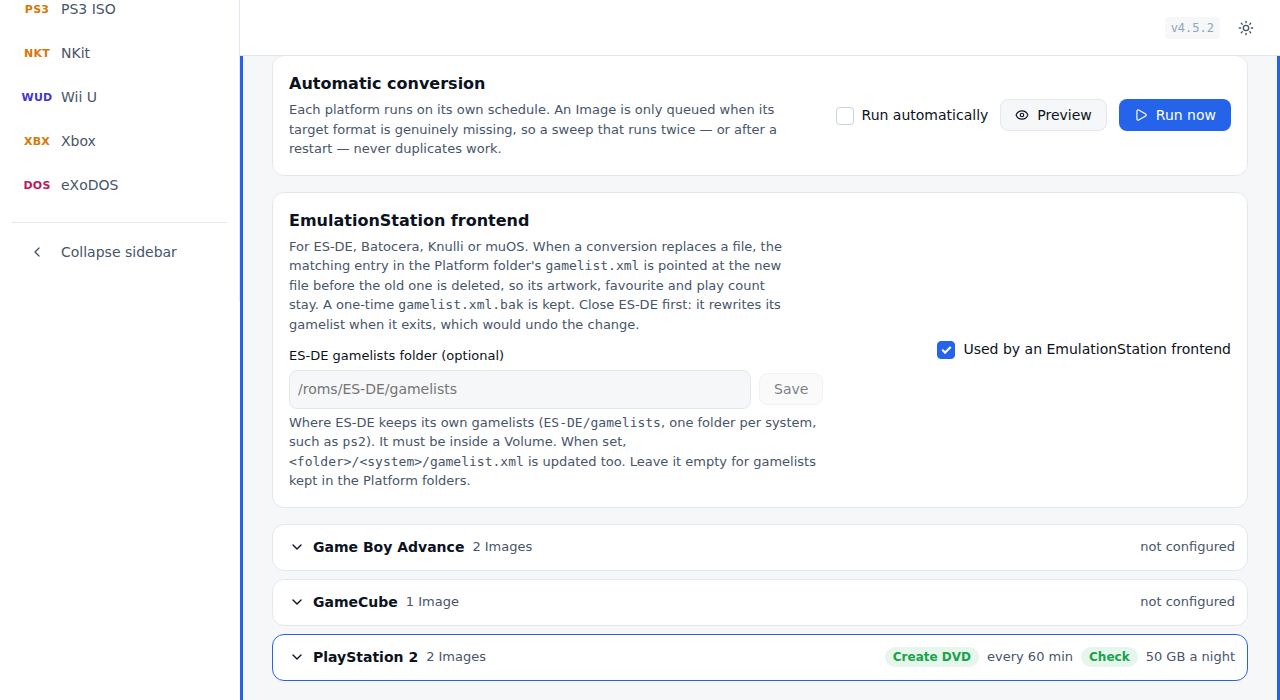 PS3 PS3 ISO
NKT NKit
WUD Wii U
XBX Xbox
DOS eXoDOS
Collapse sidebar
v4.5.2
Automatic conversion
Each platform runs on its own schedule. An Image is only queued when its
target format is genuinely missing, so a sweep that runs twice — or after a
restart — never duplicates work.
Run automatically
Preview
Run now
EmulationStation frontend
For ES-DE, Batocera, Knulli or muOS. When a conversion replaces a file, the
matching entry in the Platform folder's gamelist.xml is pointed at the new
file before the old one is deleted, so its artwork, favourite and play count
stay. A one-time gamelist.xml.bak is kept. Close ES-DE first: it rewrites its
gamelist when it exits, which would undo the change.
ES-DE gamelists folder (optional)
/roms/ES-DE/gamelists
Save
Where ES-DE keeps its own gamelists (ES-DE/gamelists, one folder per system,
such as ps2). It must be inside a Volume. When set,
<folder>/<system>/gamelist.xml is updated too. Leave it empty for gamelists
kept in the Platform folders.
Used by an EmulationStation frontend
Game Boy Advance 2 Images not configured
GameCube 1 Image not configured
PlayStation 2 2 Images Create DVD every 60 min Check 50 GB a night